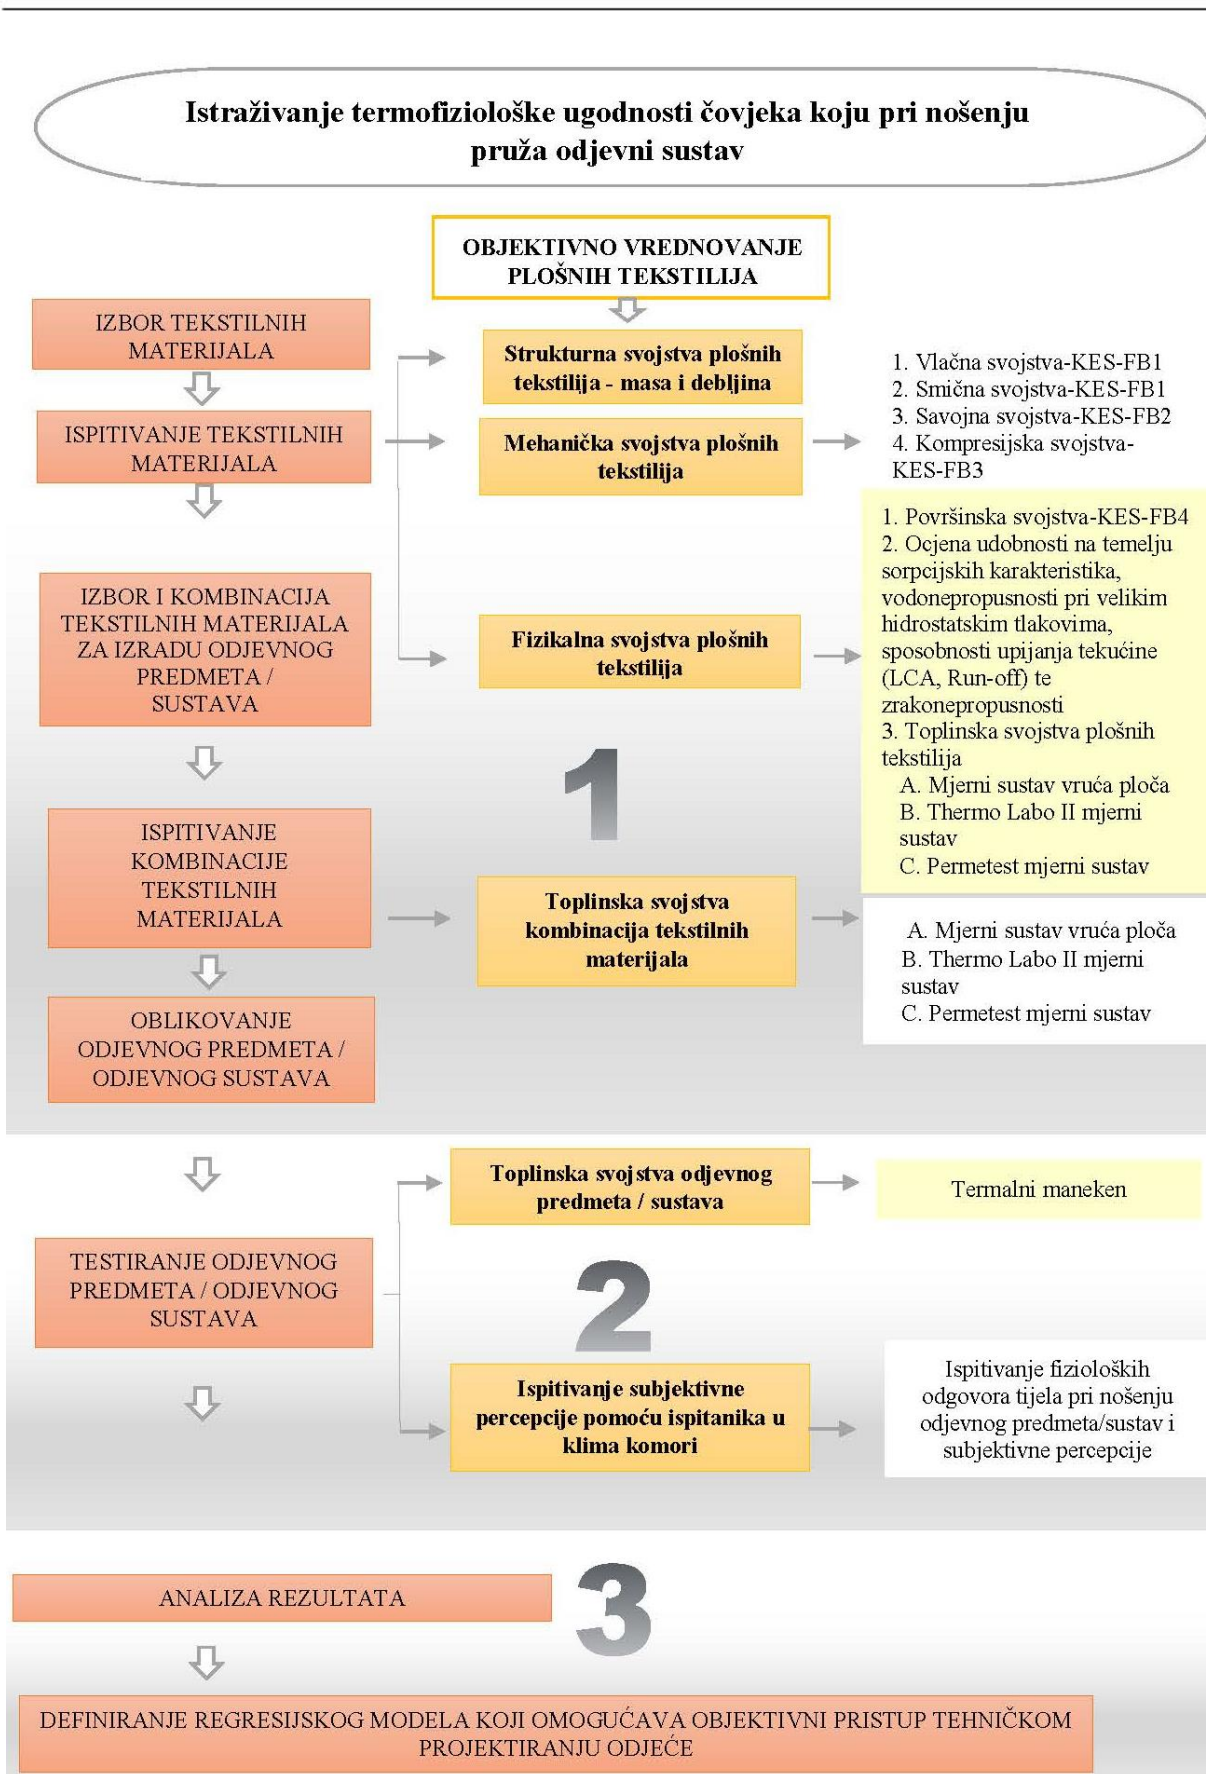 Istraživanje termofiziološke ugodnosti čovjeka koju pri nošenju
pruža odjevni sustav
OBJEKTIVNO VREDNOVANJE
PLOŠNIH TEKSTILIJA
IZBOR TEKSTILNIH
MATERIJALA
Strukturna svojstva plošnih
tekstilija - masa i debljina
ISPITIVANJE TEKSTILNIH
MATERIJALA
Mehanička svojstva plošnih
tekstilija
1. Vlačna svojstva-KES-FB1
2. Smična svojstva-KES-FB1
3. Savojna svojstva-KES-FB2
4. Kompresijska svojstva-
KES-FB3
IZBOR I KOMBINACIJA
TEKSTILNIH MATERIJALA
ZA IZRADU ODJEVNOG
PREDMETA /
SUSTAVA
Fizikalna svojstva plošnih
tekstilija
1. Površinska svojstva-KES-FB4
2. Ocjena udobnosti na temelju
sorpcijskih karakteristika,
vodonepropusnosti pri velikim
hidrostatskim tlakovima,
sposobnosti upijanja tekućine
(LCA, Run-off) te
zrakonepropusnosti
3. Toplinska svojstva plošnih
tekstilija
A. Mjerni sustav vruća ploča
B. Thermo Labo II mjerni
sustav
C. Permetest mjerni sustav
1
ISPITIVANJE
KOMBINACIJE
TEKSTILNIH
MATERIJALA
Toplinska svojstva
kombinacija tekstilnih
materijala
A. Mjerni sustav vruća ploča
B. Thermo Labo II mjerni
sustav
C. Permetest mjerni sustav
OBLIKOVANJE
ODJEVNOG PREDMETA /
ODJEVNOG SUSTAVA
Toplinska svojstva odjevnog
predmeta / sustava
Termalni maneken
TESTIRANJE ODJEVNOG
PREDMETA / ODJEVNOG
SUSTAVA
2
Ispitivanje subjektivne
percepcije pomoću ispitanika u
klima komori
Ispitivanje fizioloških
odgovora tijela pri nošenju
odjevnog predmeta/sustav i
subjektivne percepcije
3
ANALIZA REZULTATA
DEFINIRANJE REGRESIJSKOG MODELA KOJI OMOGUĆAVA OBJEKTIVNI PRISTUP TEHNIČKOM
PROJEKTIRANJU ODJEĆE